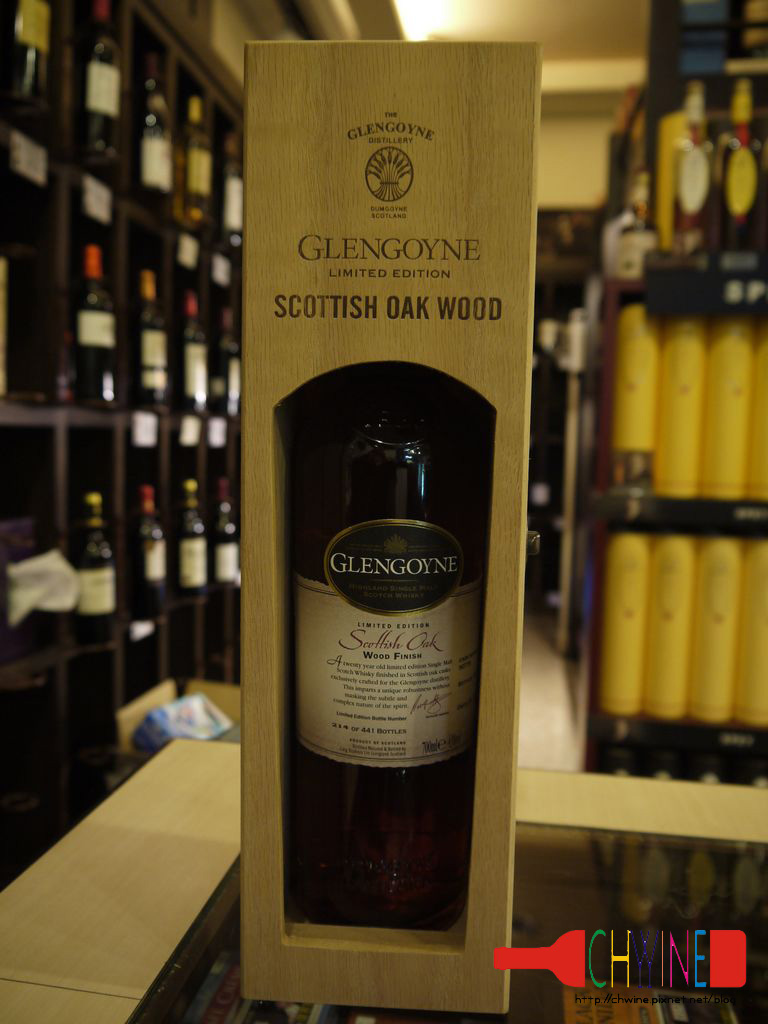 THE
GLENGOYNE
DISTILLERY
DUMGOYNE
SCOTLAND
GLENGOYNE
LIMITED EDITION
SCOTTISH OAK WOOD
GLENGOYNE
HIGHLAND SINGLE MALT
SCOTCH WHISKY
LIMITED EDITION
Scottish Oak
WOOD FINISH
A twenty year old limited edition Single Malt
Scotch Whisky finished in Scottish oak casks
exclusively crafted for the Glengoyne distillery.
This imparts a unique robustness without
masking the subtle and
complex nature of the spirit.
Limited Edition Bottle Number
214 OF 441 BOTTLES
PRODUCT OF SCOTLAND
700ml e
SP
CHWINE
http://chwine.pixnet.net/blog